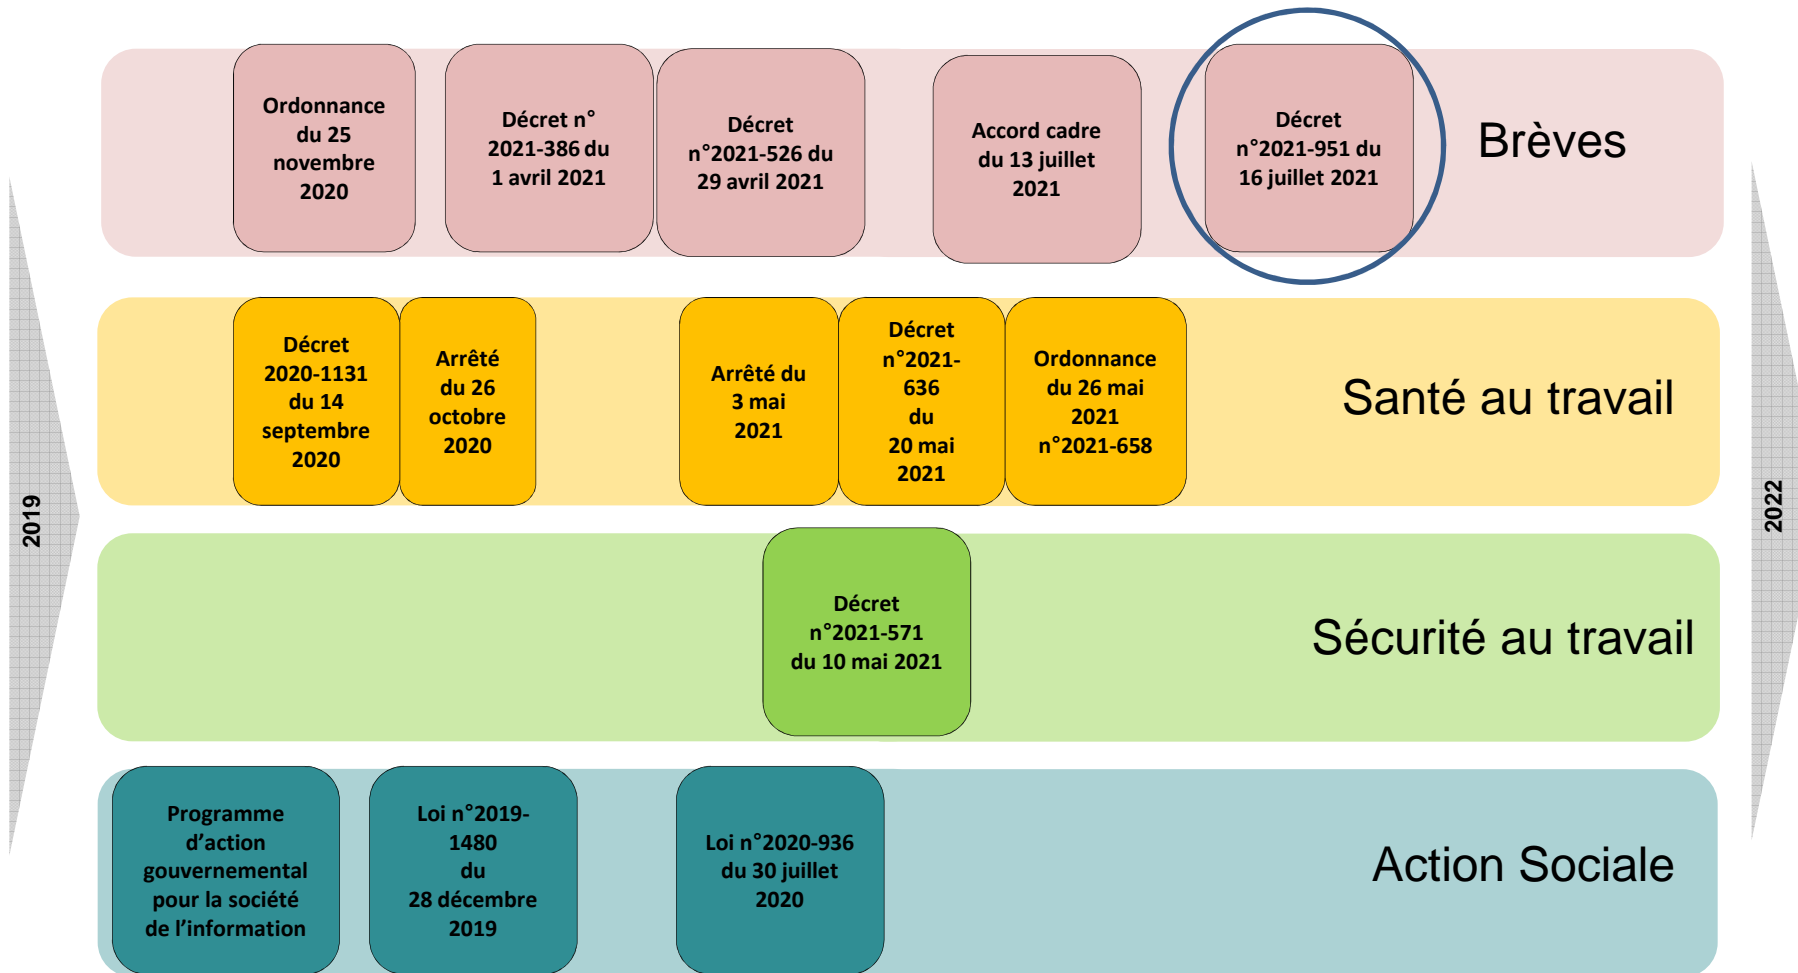 Ordonnance
du 25
novembre
2020
Décret n°
2021-386 du
1 avril 2021
Décret
n°2021-526 du
29 avril 2021
Accord cadre
du 13 juillet
2021
Décret
n°2021-951 du
16 juillet 2021
Brèves
Décret
2020-1131
du 14
septembre
2020
Arrêté
du 26
octobre
2020
Arrêté du
3 mai
2021
Décret
n°2021-
636
du
20 mai
2021
Ordonnance
du 26 mai
2021
n°2021-658
Santé au travail
2019
2022
Décret
n°2021-571
du 10 mai 2021
Sécurité au travail
Programme
d’action
gouvernemental
pour la société
de l’information
Loi n°2019-
1480
du
28 décembre
2019
Loi n°2020-936
du 30 juillet
2020
Action Sociale